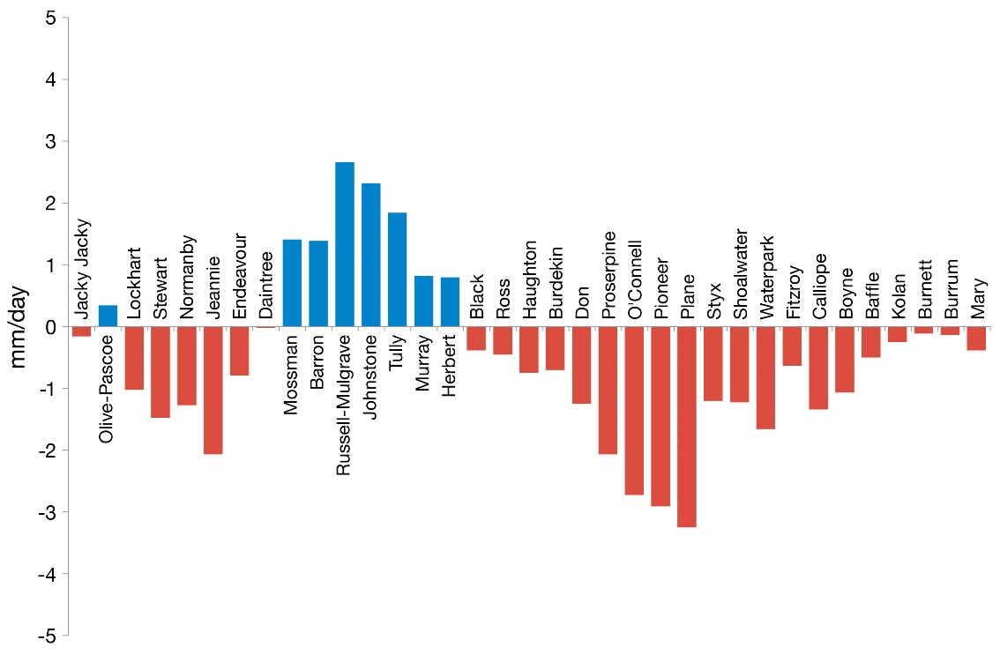 5
4
3
2
1
0
-1
-2
-3
-4
-5
mm/day
Jacky Jacky
Olive-Pascoe
Lockhart
Stewart
Normanby
Jeannie
Endeavour
Daintree
Mossman
Barron
Russell-Mulgrave
Johnstone
Tully
Murray
Herbert
Black
Ross
Haughton
Burdekin
Don
Proserpine
O'Connell
Pioneer
Plane
Styx
Shoalwater
Waterpark
Fitzroy
Calliope
Boyne
Baffle
Kolan
Burnett
Burrum
Mary